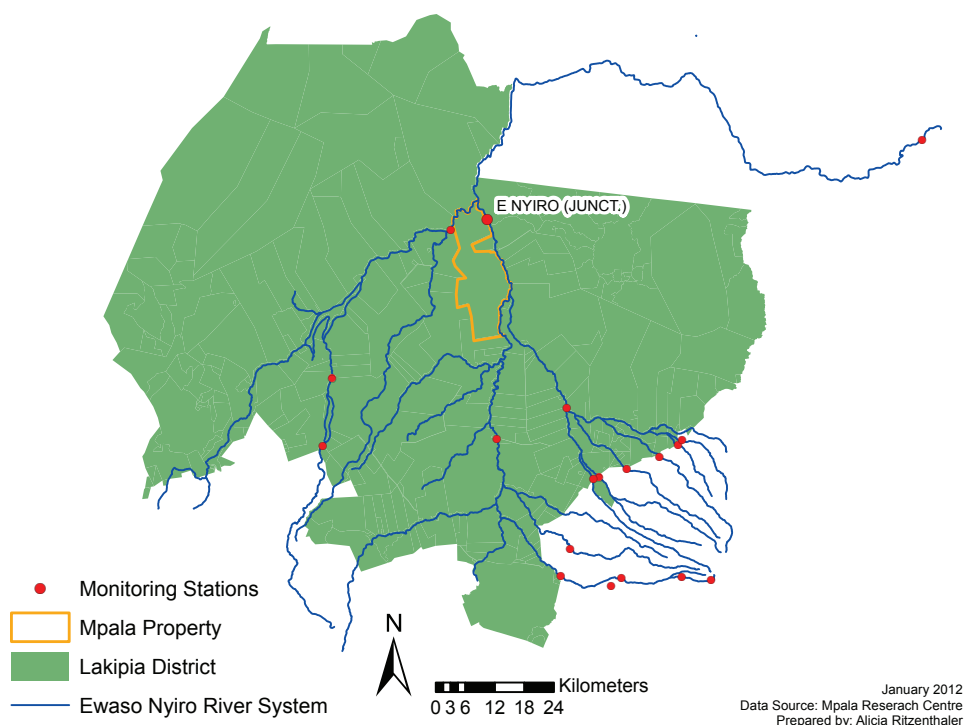 E NYIRO (JUNCT.)
Monitoring Stations
Mpala Property
Lakipia District
Ewaso Nyiro River System
N
Kilometers
0 3 6 12 18 24
January 2012
Data Source: Mpala Reserach Centre
Prepared by: Alicia Ritzenthaler